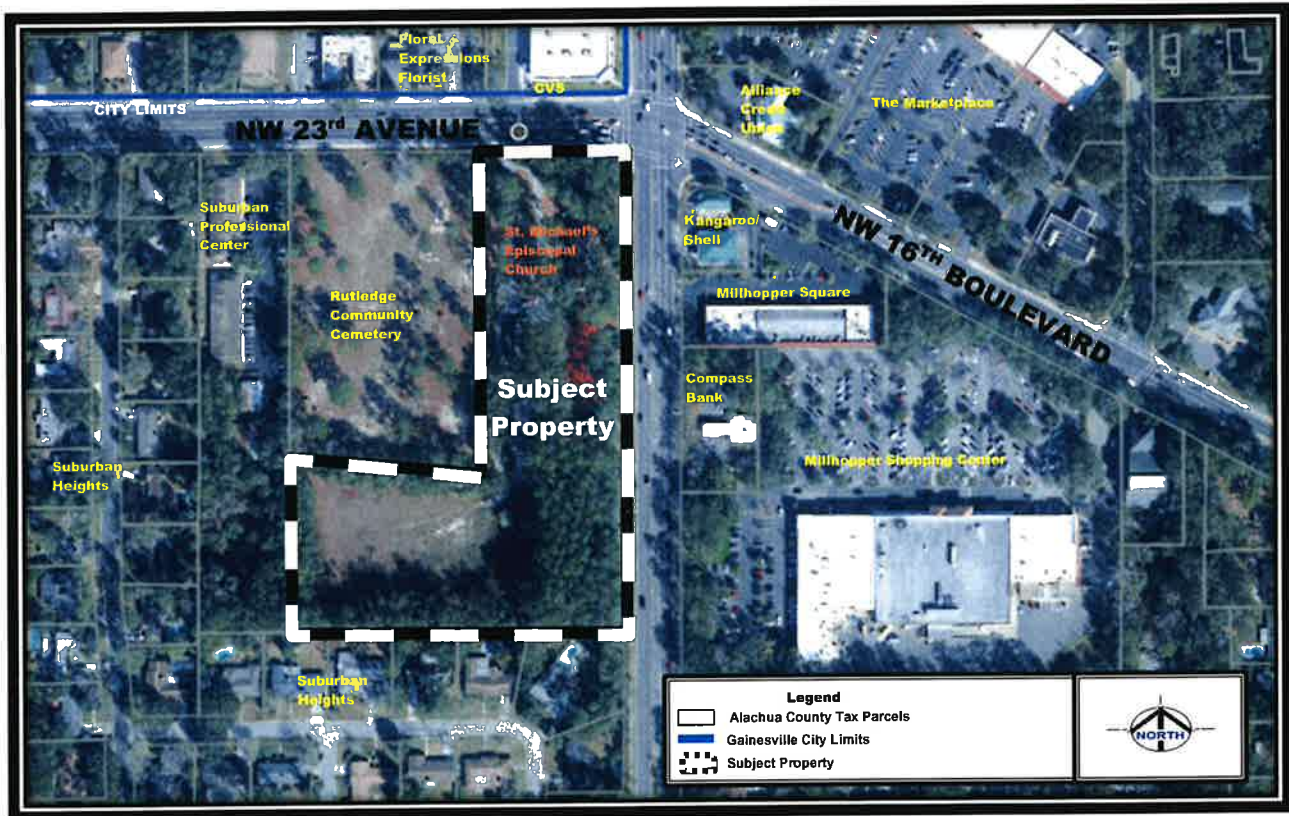 Floral
Expressions
Florist
CVS
CITY LIMITS
NW 23rd AVENUE
Alliance
Credit
Union
The Marketplace
Suburban
Professional
Center
St. Michael's
Episcopal
Church
Kangaroo/
Shell
NW 16TH BOULEVARD
Rutledge
Community
Cemetery
Millhopper Square
Subject
Property
Compass
Bank
Suburban
Heights
Millhopper Shopping Center
Suburban
Heights
Legend
Alachua County Tax Parcels
Gainesville City Limits
Subject Property
NORTH